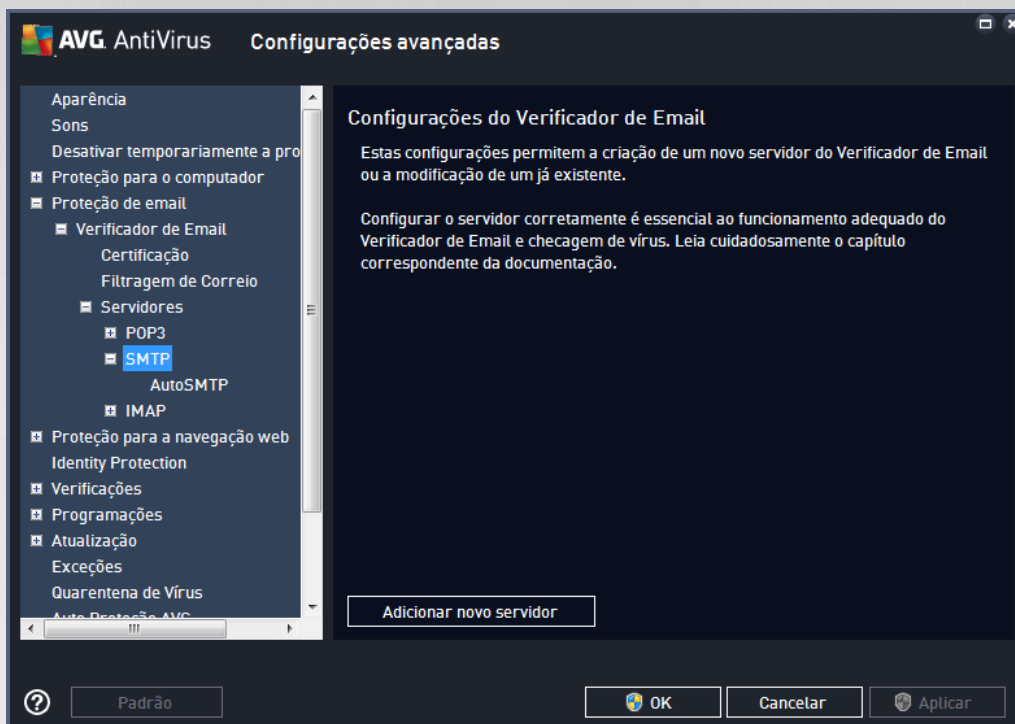 AVG AntiVirus Configurações avançadas
Aparência
Sons
Desativar temporariamente a pro
Proteção para o computador
Proteção de email
Verificador de Email
Certificação
Filtragem de Correio
Servidores
POP3
SMTP
AutoSMTP
IMAP
Proteção para a navegação web
Identity Protection
Verificações
Programações
Atualização
Exceções
Quarentena de Vírus
Auto Proteção AVG
Configurações do Verificador de Email
Estas configurações permitem a criação de um novo servidor do Verificador de Email
ou a modificação de um já existente.
Configurar o servidor corretamente é essencial ao funcionamento adequado do
Verificador de Email e checagem de vírus. Leia cuidadosamente o capítulo
correspondente da documentação.
Adicionar novo servidor
Padrão
OK
Cancelar
Aplicar